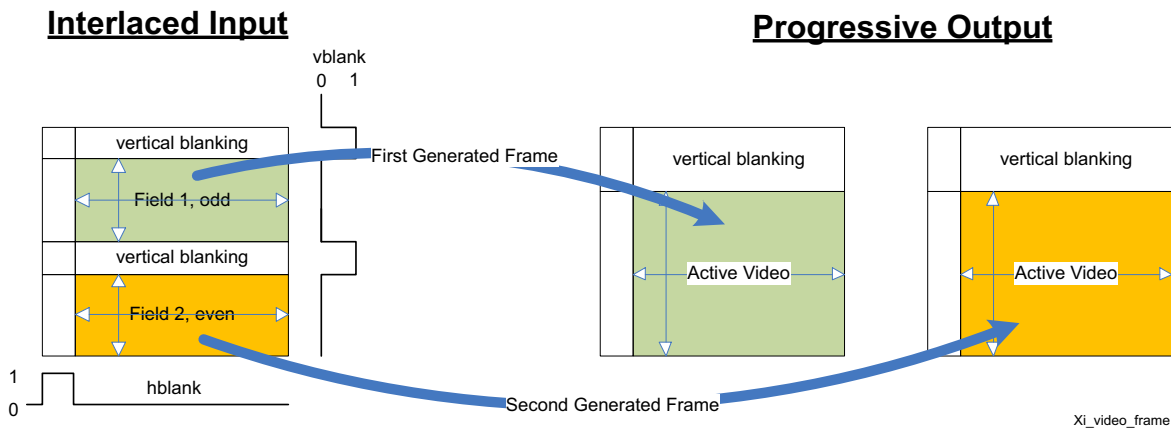 Interlaced Input
Progressive Output
vblank
0 1
vertical blanking
First Generated Frame
Field 1, odd
vertical blanking
Field 2, even
1
0
hblank
vertical blanking
Active Video
vertical blanking
Active Video
Second Generated Frame
Xi_video_frame